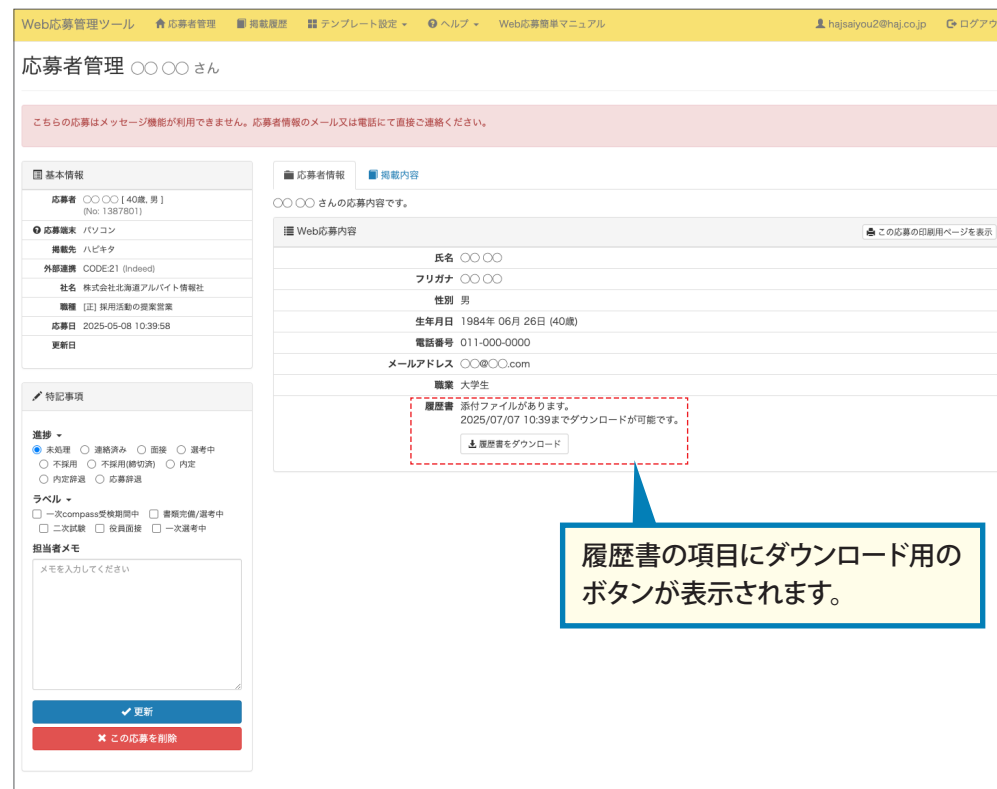 Web応募管理ツール 応募者管理 掲載履歴 テンプレート設定 ヘルプ Web応募簡単マニュアル hajsaiyou2@haj.co.jp ログアウ
応募者管理 〇〇 〇〇 さん
こちらの応募はメッセージ機能が利用できません。応募者情報のメール又は電話にて直接ご連絡ください。
基本情報
応募者 〇〇 〇〇 [ 40歳, 男 ]
(No: 1387801)
応募端末 パソコン
掲載先 ハピキタ
外部連携 CODE:21 (Indeed)
社名 株式会社北海道アルバイト情報社
職種 [正] 採用活動の提案営業
応募日 2025-05-08 10:39:58
更新日
特記事項
進捗
未処理 連絡済み 面接 選考中
不採用 不採用(締切済) 内定
内定辞退 応募辞退
ラベル
一次compass受検期間中 書類完備/選考中
二次試験 役員面接 一次選考中
担当者メモ
メモを入力してください
更新
この応募を削除
応募者情報 掲載内容
〇〇 〇〇 さんの応募内容です。
Web応募内容 この応募の印刷用ページを表示
氏名 〇〇 〇〇
フリガナ 〇〇 〇〇
性別 男
生年月日 1984年 06月 26日 (40歳)
電話番号 011-000-0000
メールアドレス 〇〇@〇〇.com
職業 大学生
履歴書 添付ファイルがあります。
2025/07/07 10:39までダウンロードが可能です。
履歴書をダウンロード
履歴書の項目にダウンロード用の
ボタンが表示されます。